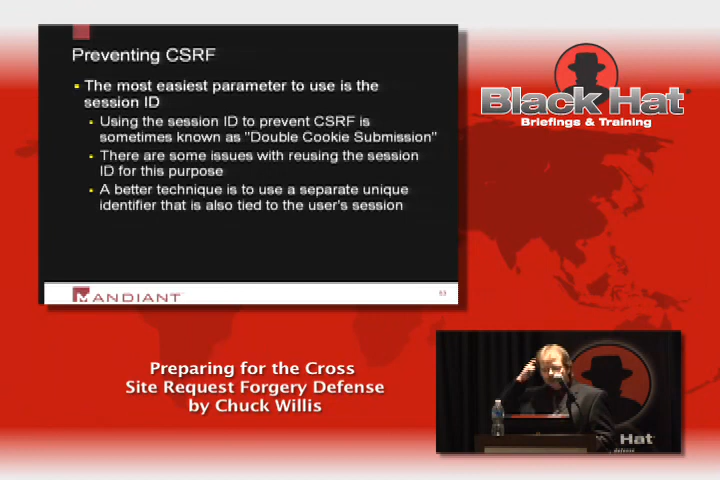 Preventing CSRF
The most easiest parameter to use is the
session ID
Using the session ID to prevent CSRF is
sometimes known as "Double Cookie Submission"
There are some issues with reusing the session
ID for this purpose
A better technique is to use a separate unique
identifier that is also tied to the user's session
MANDIANT
83
Black Hat
Briefings & Training
Preparing for the Cross
Site Request Forgery Defense
by Chuck Willis
Hat